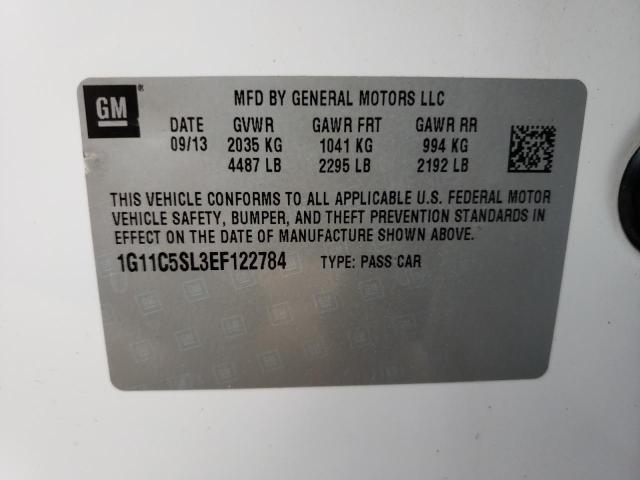 GM ® MFD BY GENERAL MOTORS LLC
DATE GVWR GAWR FRT GAWR RR
09/13 2035 KG 1041 KG 994 KG
4487 LB 2295 LB 2192 LB
THIS VEHICLE CONFORMS TO ALL APPLICABLE U.S. FEDERAL MOTOR
VEHICLE SAFETY, BUMPER, AND THEFT PREVENTION STANDARDS IN
EFFECT ON THE DATE OF MANUFACTURE SHOWN ABOVE.
1G11C5SL3EF122784 TYPE: PASS CAR